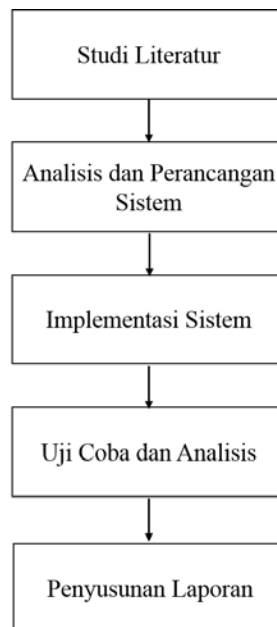 Studi Literatur
Analisis dan Perancangan
Sistem
Implementasi Sistem
Uji Coba dan Analisis
Penyusunan Laporan